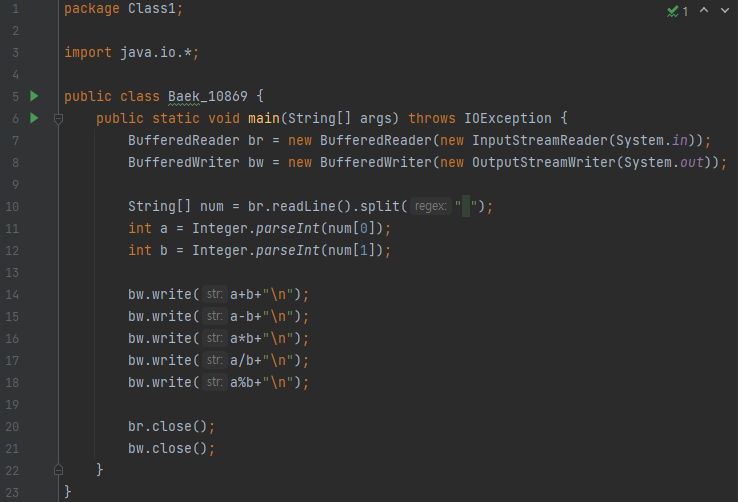 1 package Class1;
2
3 import java.io.*;
4
5 public class Baek_10869 {
6 public static void main(String[] args) throws IOException {
7 BufferedReader br = new BufferedReader(new InputStreamReader(System.in));
8 BufferedWriter bw = new BufferedWriter(new OutputStreamWriter(System.out));
9
10 String[] num = br.readLine().split( regex: " ");
11 int a = Integer.parseInt(num[0]);
12 int b = Integer.parseInt(num[1]);
13
14 bw.write( str: a+b+"\n");
15 bw.write( str: a-b+"\n");
16 bw.write( str: a*b+"\n");
17 bw.write( str: a/b+"\n");
18 bw.write( str: a%b+"\n");
19
20 br.close();
21 bw.close();
22 }
23 }
1